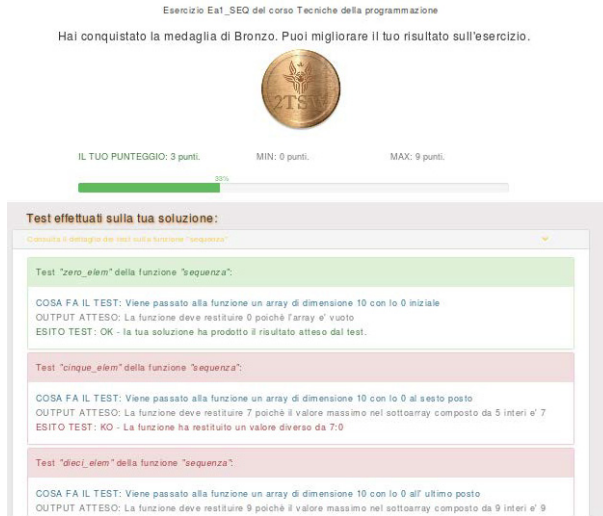 Esercizio Ea1_SEQ del corso Tecniche della programmazione
Hai conquistato la medaglia di Bronzo. Puoi migliorare il tuo risultato sull'esercizio.
2TSW
IL TUO PUNTEGGIO: 3 punti. MIN: 0 punti. MAX: 9 punti.
33%
Test effettuati sulla tua soluzione:
Consulta il dettaglio dei test sulla funzione "sequenza"
Test "zero_elem" della funzione "sequenza":
COSA FA IL TEST: Viene passato alla funzione un array di dimensione 10 con lo 0 iniziale
OUTPUT ATTESO: La funzione deve restituire 0 poichè l'array e' vuoto
ESITO TEST: OK - la tua soluzione ha prodotto il risultato atteso dal test.
Test "cinque_elem" della funzione "sequenza":
COSA FA IL TEST: Viene passato alla funzione un array di dimensione 10 con lo 0 al sesto posto
OUTPUT ATTESO: La funzione deve restituire 7 poichè il valore massimo nel sottoarray composto da 5 interi e' 7
ESITO TEST: KO - La funzione ha restituito un valore diverso da 7:0
Test "dieci_elem" della funzione "sequenza":
COSA FA IL TEST: Viene passato alla funzione un array di dimensione 10 con lo 0 all' ultimo posto
OUTPUT ATTESO: La funzione deve restituire 9 poichè il valore massimo nel sottoarray composto da 9 interi e' 9